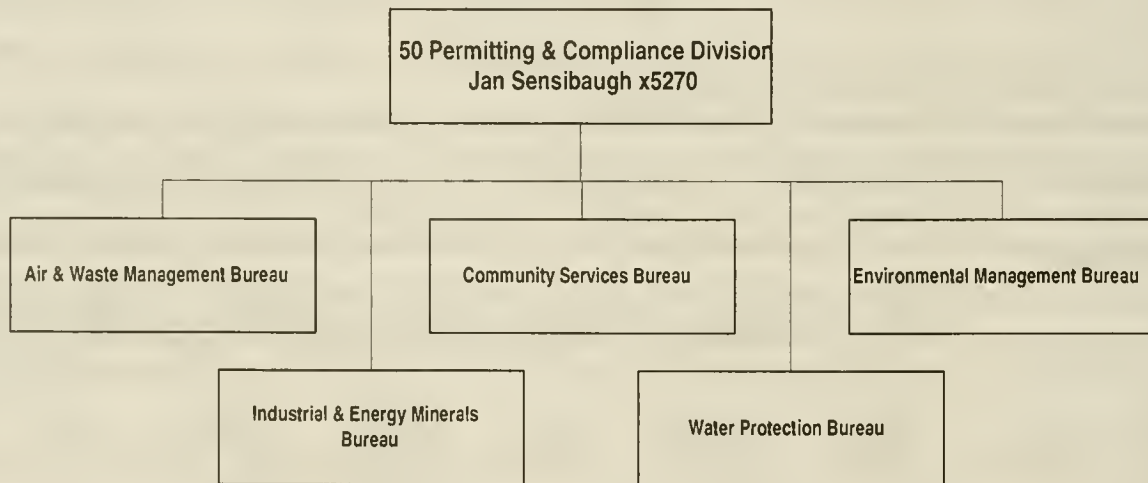 50 Permitting & Compliance Division
Jan Sensibaugh x5270
Air & Waste Management Bureau
Community Services Bureau
Environmental Management Bureau
Industrial & Energy Minerals
Bureau
Water Protection Bureau